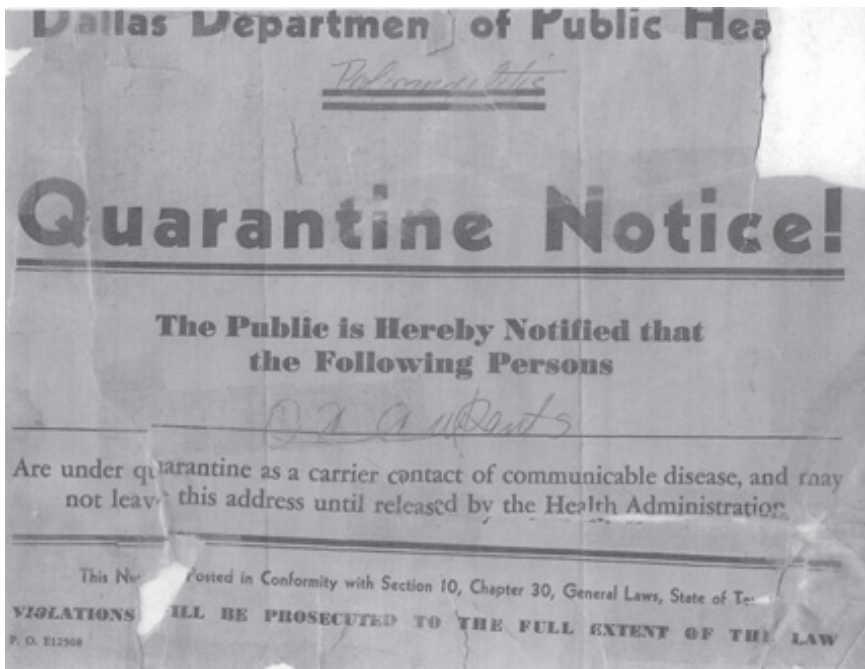 Dallas Departmen of Public Hea
Poliomyelitis
Quarantine Notice!
The Public is Hereby Notified that
the Following Persons
Are under quarantine as a carrier contact of communicable disease, and may
not leave this address until released by the Health Administration
This No Posted in Conformity with Section 10, Chapter 30, General Laws, State of Te
VIOLATIONS ILL BE PROSECUTED TO THE FULL EXTENT OF THE LAW
P. O. E12508